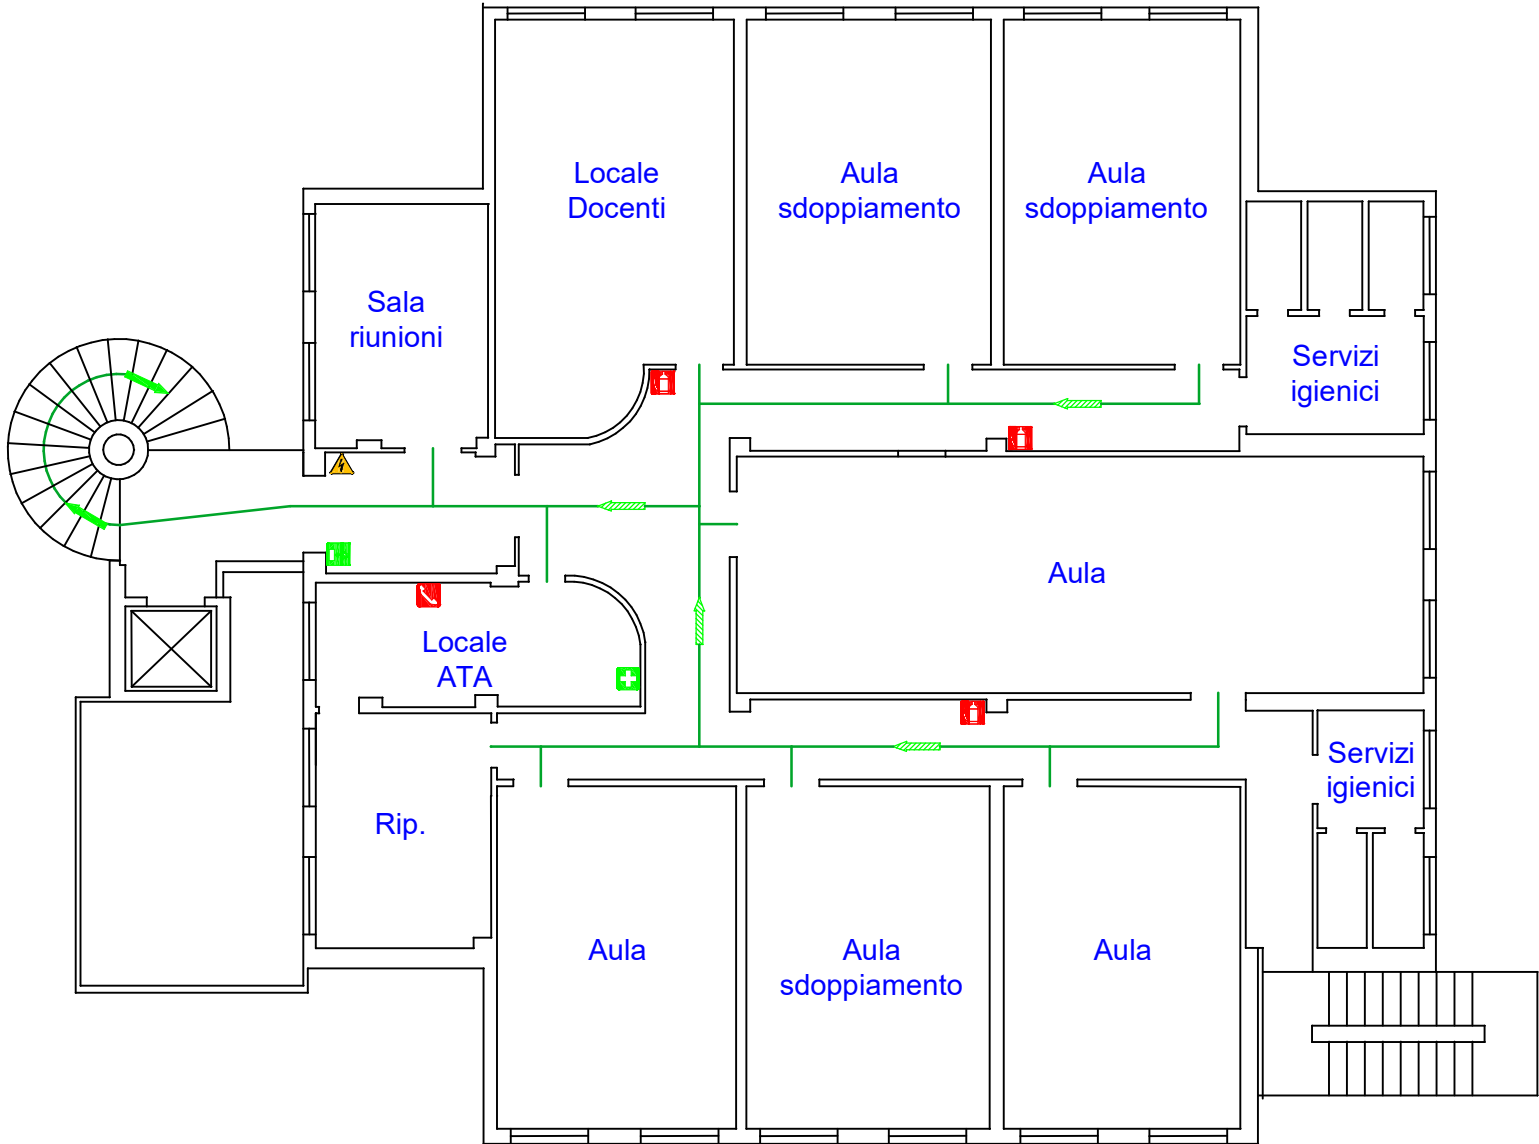 Locale
Docenti
Aula
sdoppiamento
Aula
sdoppiamento
Sala
riunioni
Servizi
igienici
Aula
Locale
ATA
Servizi
igienici
Rip.
Aula
Aula
sdoppiamento
Aula